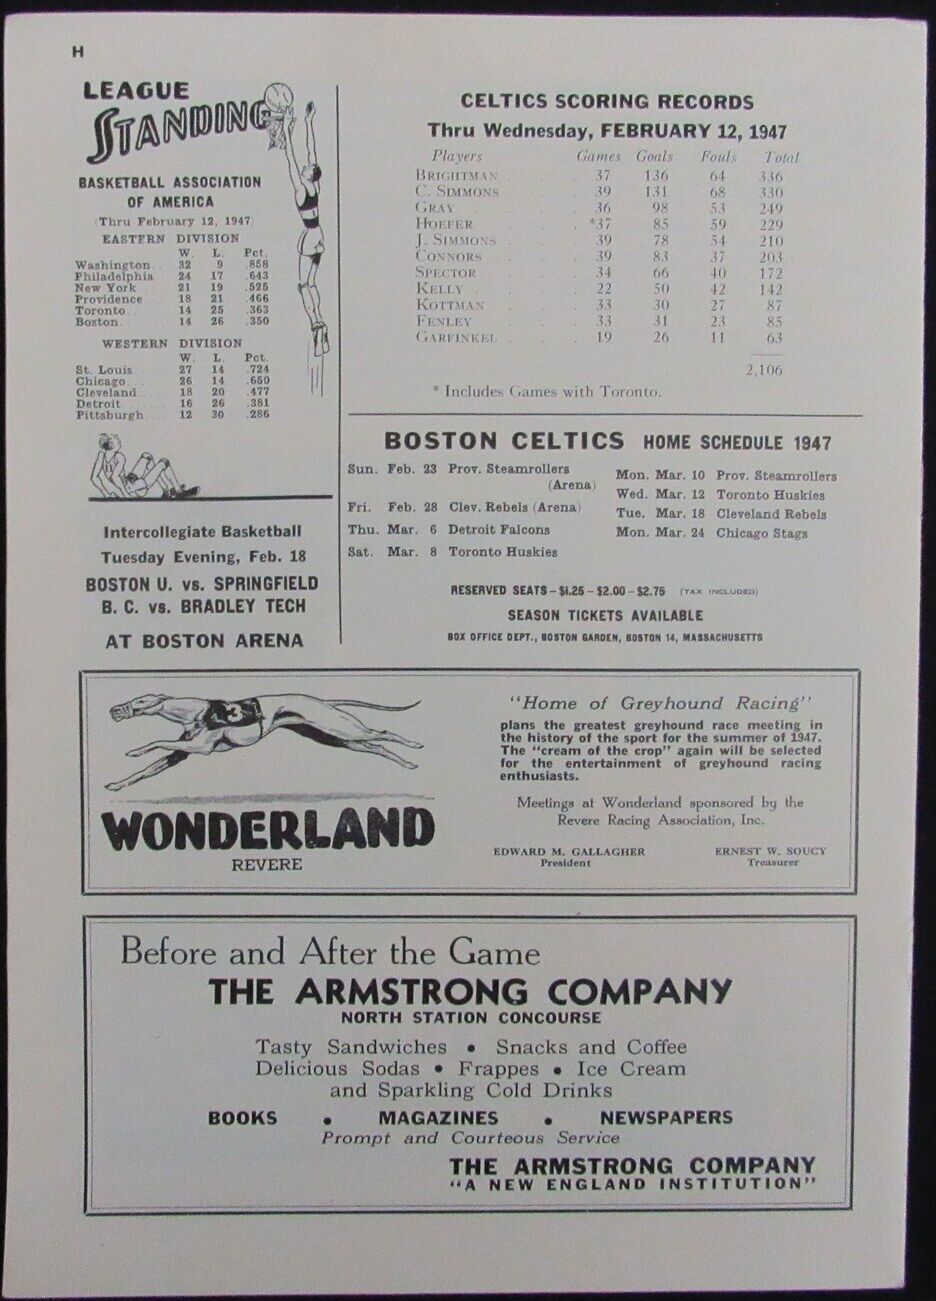 H
LEAGUE
STANDING
BASKETBALL ASSOCIATION
OF AMERICA
(Thru February 12, 1947)
EASTERN DIVISION
W. L. Pct.
Washington 32 9 .858
Philadelphia 24 17 .643
New York 21 19 .525
Providence 18 21 .466
Toronto 14 25 .363
Boston 14 26 .350
WESTERN DIVISION
W. L. Pct.
St. Louis 27 14 .724
Chicago 26 14 .650
Cleveland 18 20 .477
Detroit 16 26 .381
Pittsburgh 12 30 .286
Intercollegiate Basketball
Tuesday Evening, Feb. 18
BOSTON U. vs. SPRINGFIELD
B. C. vs. BRADLEY TECH
AT BOSTON ARENA
CELTICS SCORING RECORDS
Thru Wednesday, FEBRUARY 12, 1947
Players Games Goals Fouls Total
BRIGHTMAN . . . 37 136 64 336
C. SIMMONS . . . 39 131 68 330
GRAY . . . 36 98 53 249
HOEFER . . . *37 85 59 229
J. SIMMONS . . . 39 78 54 210
CONNORS . . . 39 83 37 203
SPECTOR . . . 34 66 40 172
KELLY . . . 22 50 42 142
KOTTMAN . . . 33 30 27 87
FENLEY . . . 33 31 23 85
GARFINKEL . . . 19 26 11 63
2,106
* Includes Games with Toronto.
BOSTON CELTICS HOME SCHEDULE 1947
Sun. Feb. 23 Prov. Steamrollers
(Arena)
Fri. Feb. 28 Clev. Rebels (Arena)
Thu. Mar. 6 Detroit Falcons
Sat. Mar. 8 Toronto Huskies
Mon. Mar. 10 Prov. Steamrollers
Wed. Mar. 12 Toronto Huskies
Tue. Mar. 18 Cleveland Rebels
Mon. Mar. 24 Chicago Stags
RESERVED SEATS - $1.25 - $2.00 - $2.75 (TAX INCLUDED)
SEASON TICKETS AVAILABLE
BOX OFFICE DEPT., BOSTON GARDEN, BOSTON 14, MASSACHUSETTS
3
WONDERLAND
REVERE
"Home of Greyhound Racing"
plans the greatest greyhound race meeting in
the history of the sport for the summer of 1947.
The "cream of the crop" again will be selected
for the entertainment of greyhound racing
enthusiasts.
Meetings at Wonderland sponsored by the
Revere Racing Association, Inc.
EDWARD M. GALLAGHER ERNEST W. SOUCY
President Treasurer
Before and After the Game
THE ARMSTRONG COMPANY
NORTH STATION CONCOURSE
Tasty Sandwiches • Snacks and Coffee
Delicious Sodas • Frappes • Ice Cream
and Sparkling Cold Drinks
BOOKS • MAGAZINES • NEWSPAPERS
Prompt and Courteous Service
THE ARMSTRONG COMPANY
"A NEW ENGLAND INSTITUTION"